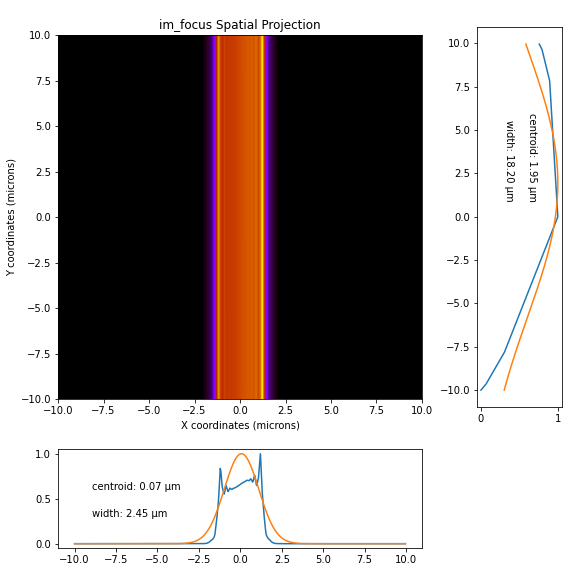 im_focus Spatial Projection
10.0
7.5
5.0
2.5
0.0
−2.5
−5.0
−7.5
−10.0
Y coordinates (microns)
−10.0 −7.5 −5.0 −2.5 0.0 2.5 5.0 7.5 10.0
X coordinates (microns)
10.0
7.5
5.0
2.5
0.0
−2.5
−5.0
−7.5
−10.0
centroid: 1.95 μm
width: 18.20 μm
0 1
1.0
0.5
0.0
centroid: 0.07 μm
width: 2.45 μm
−10.0 −7.5 −5.0 −2.5 0.0 2.5 5.0 7.5 10.0